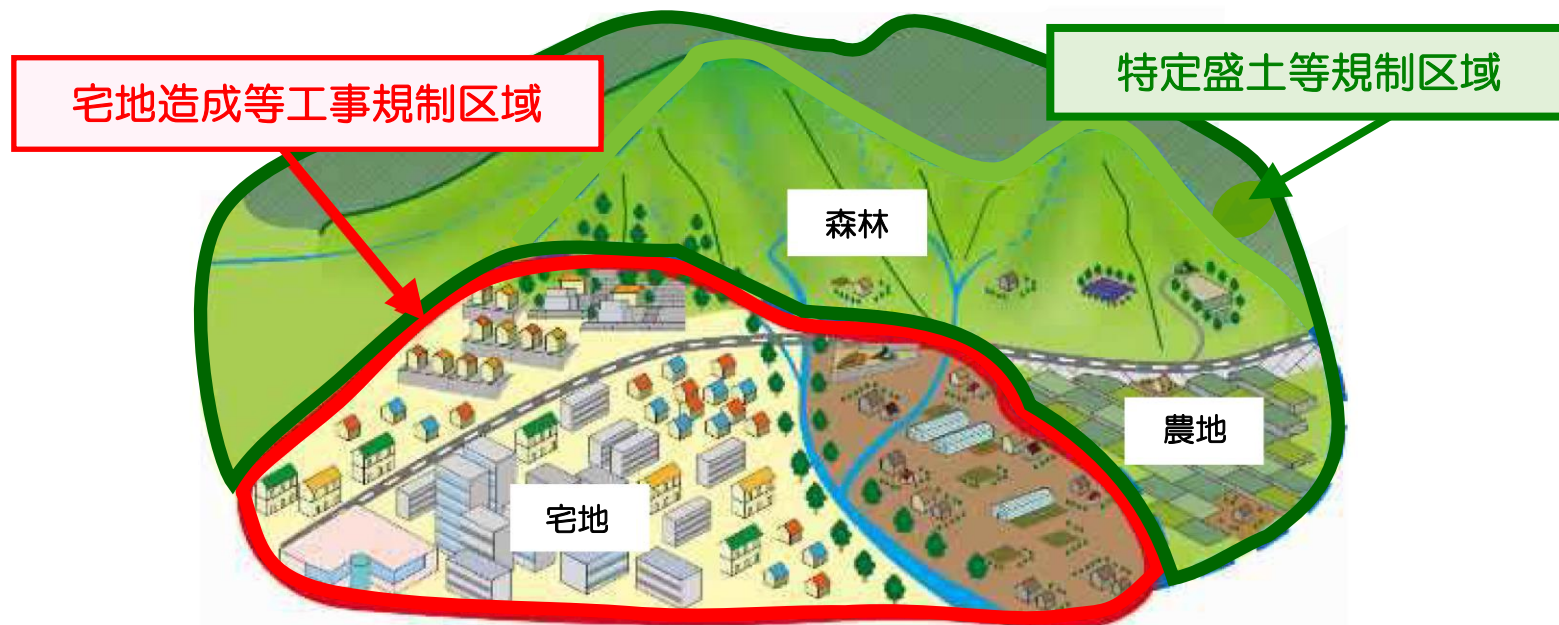 宅地造成等工事規制区域
特定盛土等規制区域
森林
農地
宅地